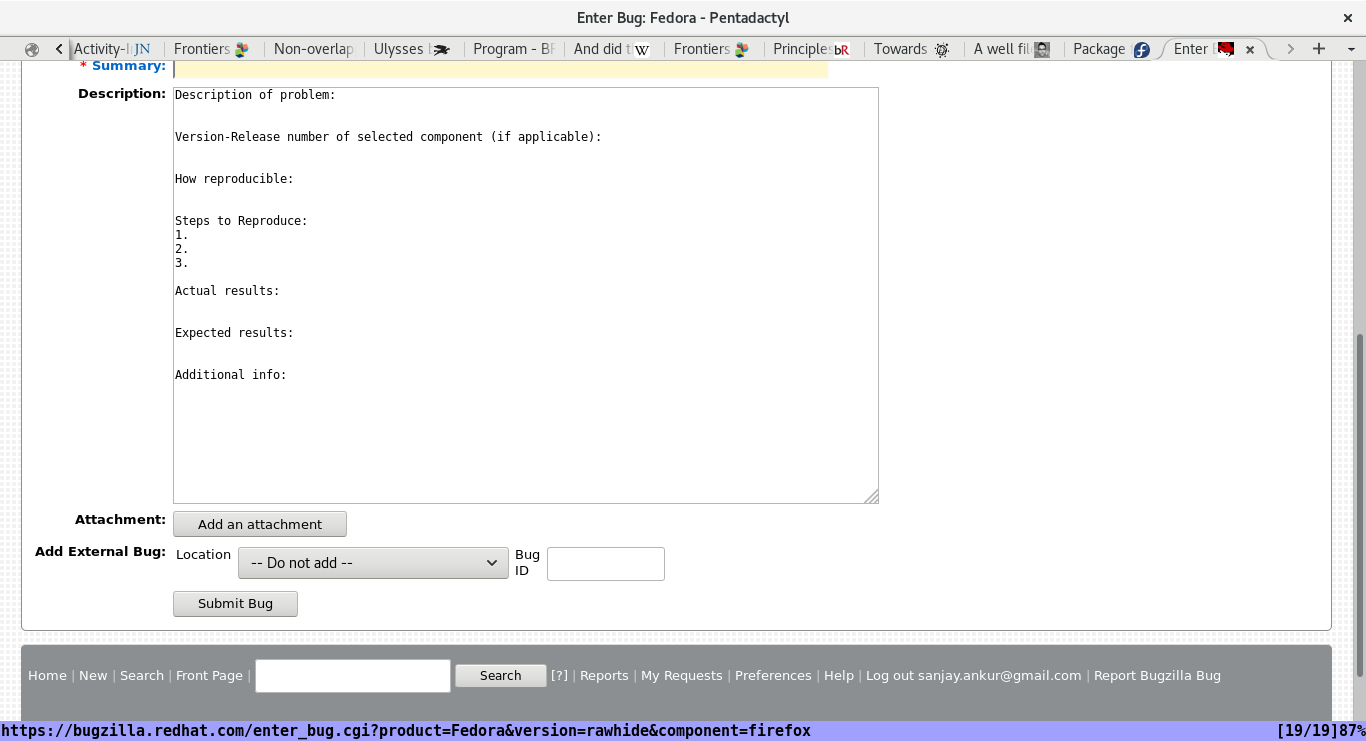 Enter Bug: Fedora - Pentadactyl
Activity-I JN Frontiers Non-overlap Ulysses Program - BF And did t W Frontiers Principles bR Towards A well fil Package Enter
* Summary:
Description:
Description of problem:
Version-Release number of selected component (if applicable):
How reproducible:
Steps to Reproduce:
1.
2.
3.
Actual results:
Expected results:
Additional info:
Attachment: Add an attachment
Add External Bug: Location -- Do not add -- Bug ID
Submit Bug
Home | New | Search | Front Page | Search [?] | Reports | My Requests | Preferences | Help | Log out sanjay.ankur@gmail.com | Report Bugzilla Bug
https://bugzilla.redhat.com/enter_bug.cgi?product=Fedora&version=rawhide&component=firefox [19/19]87%